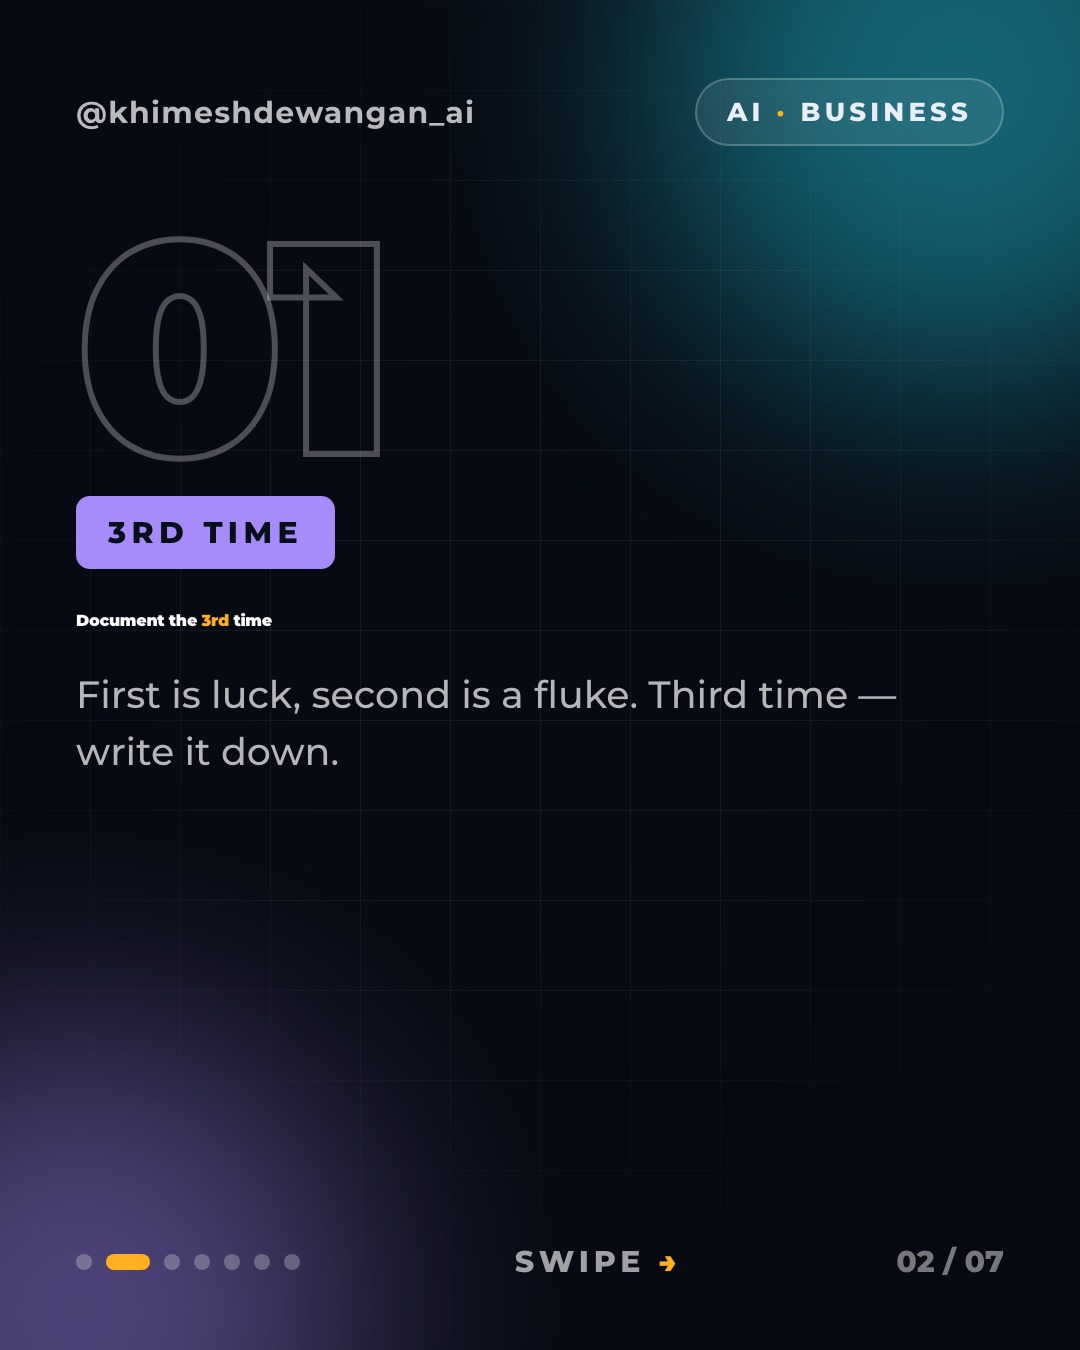 @khimeshdewangan_ai
AI • BUSINESS
01
3RD TIME
Document the 3rd time
First is luck, second is a fluke. Third time —
write it down.
SWIPE ➔
02 / 07